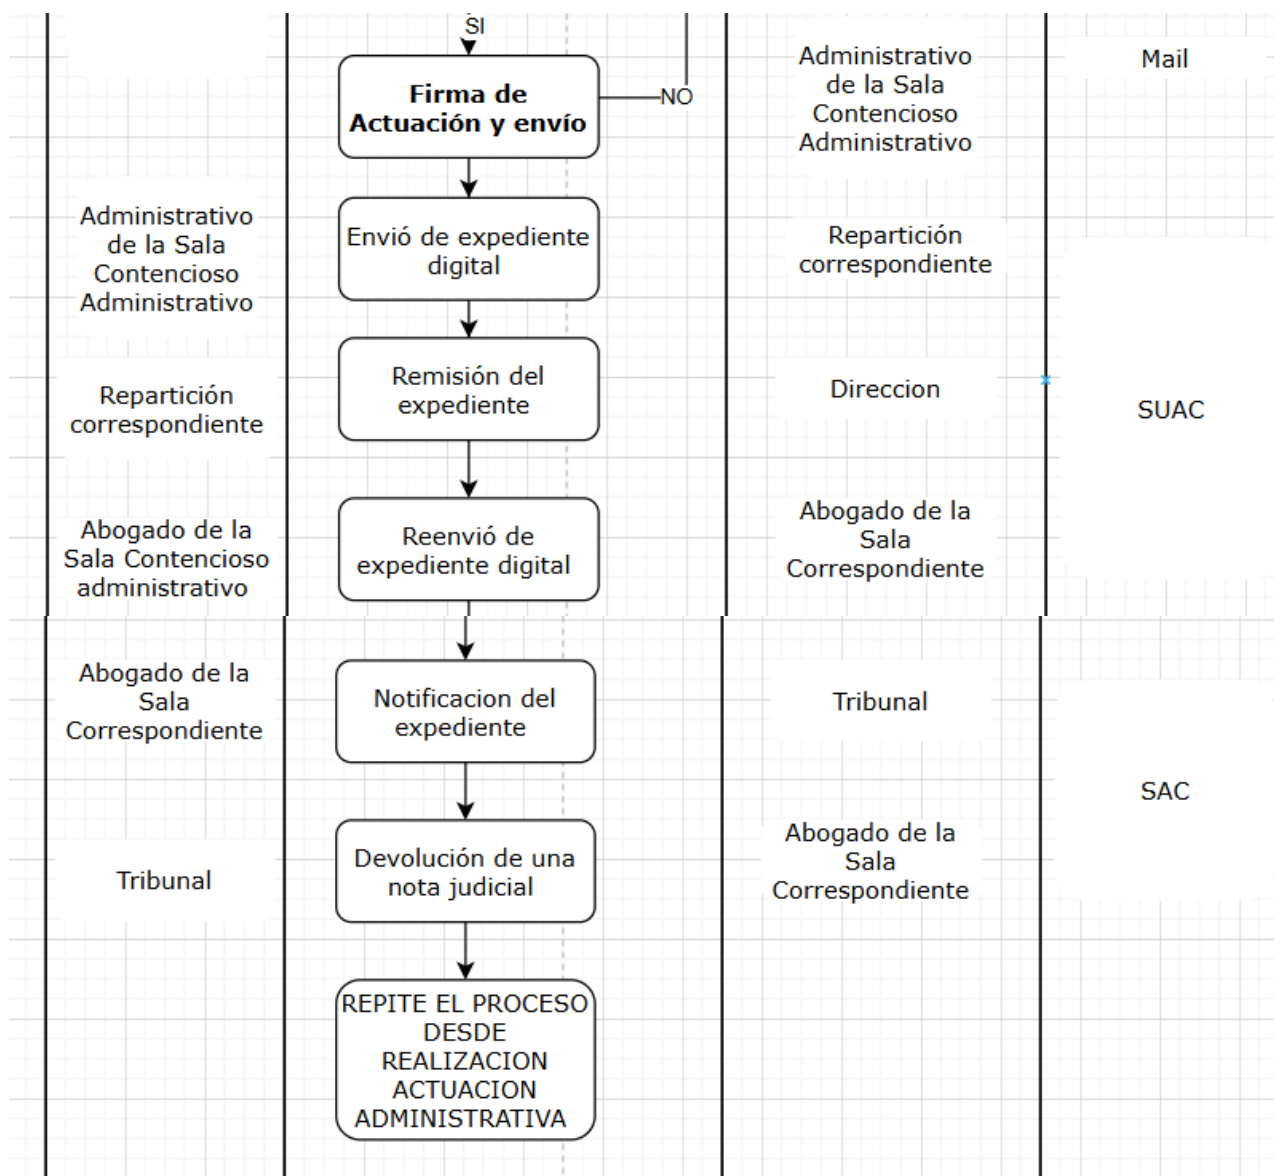 SI
Firma de
Actuación y envío
NO
Administrativo
de la Sala
Contencioso
Administrativo
Mail
Administrativo
de la Sala
Contencioso
Administrativo
Envió de expediente
digital
Repartición
correspondiente
Repartición
correspondiente
Remisión del
expediente
Direccion
SUAC
Abogado de la
Sala Contencioso
administrativo
Reenvió de
expediente digital
Abogado de la
Sala
Correspondiente
Abogado de la
Sala
Correspondiente
Notificacion del
expediente
Tribunal
SAC
Tribunal
Devolución de una
nota judicial
Abogado de la
Sala
Correspondiente
REPITE EL PROCESO
DESDE
REALIZACION
ACTUACION
ADMINISTRATIVA